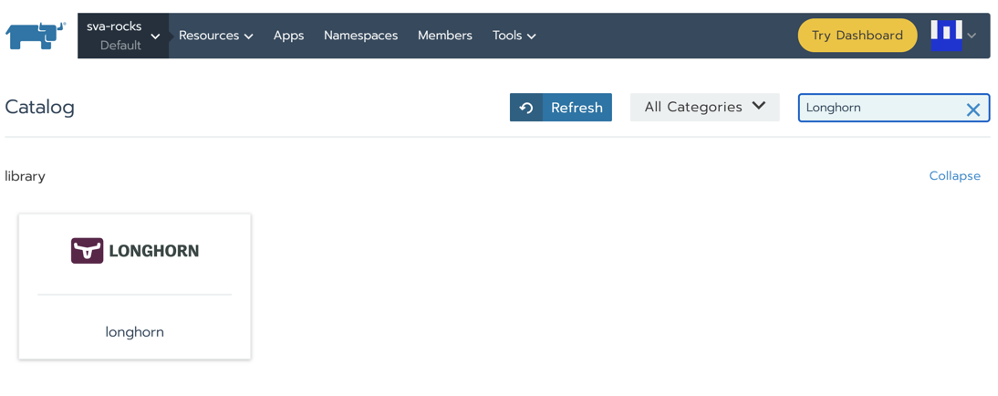 sva-rocks
Default
Resources
Apps
Namespaces
Members
Tools
Try Dashboard
Catalog
Refresh
All Categories
Longhorn
library
Collapse
LONGHORN
longhorn